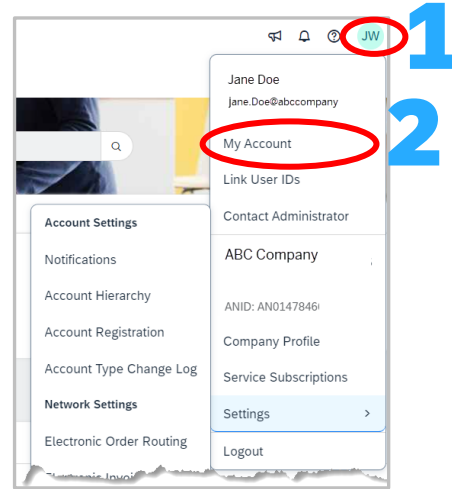 JW
1
Jane Doe
Jane.Doe@abccompany
2
My Account
Link User IDs
Contact Administrator
ABC Company
ANID: AN0147846
Company Profile
Service Subscriptions
Settings >
Logout
Account Settings
Notifications
Account Hierarchy
Account Registration
Account Type Change Log
Network Settings
Electronic Order Routing